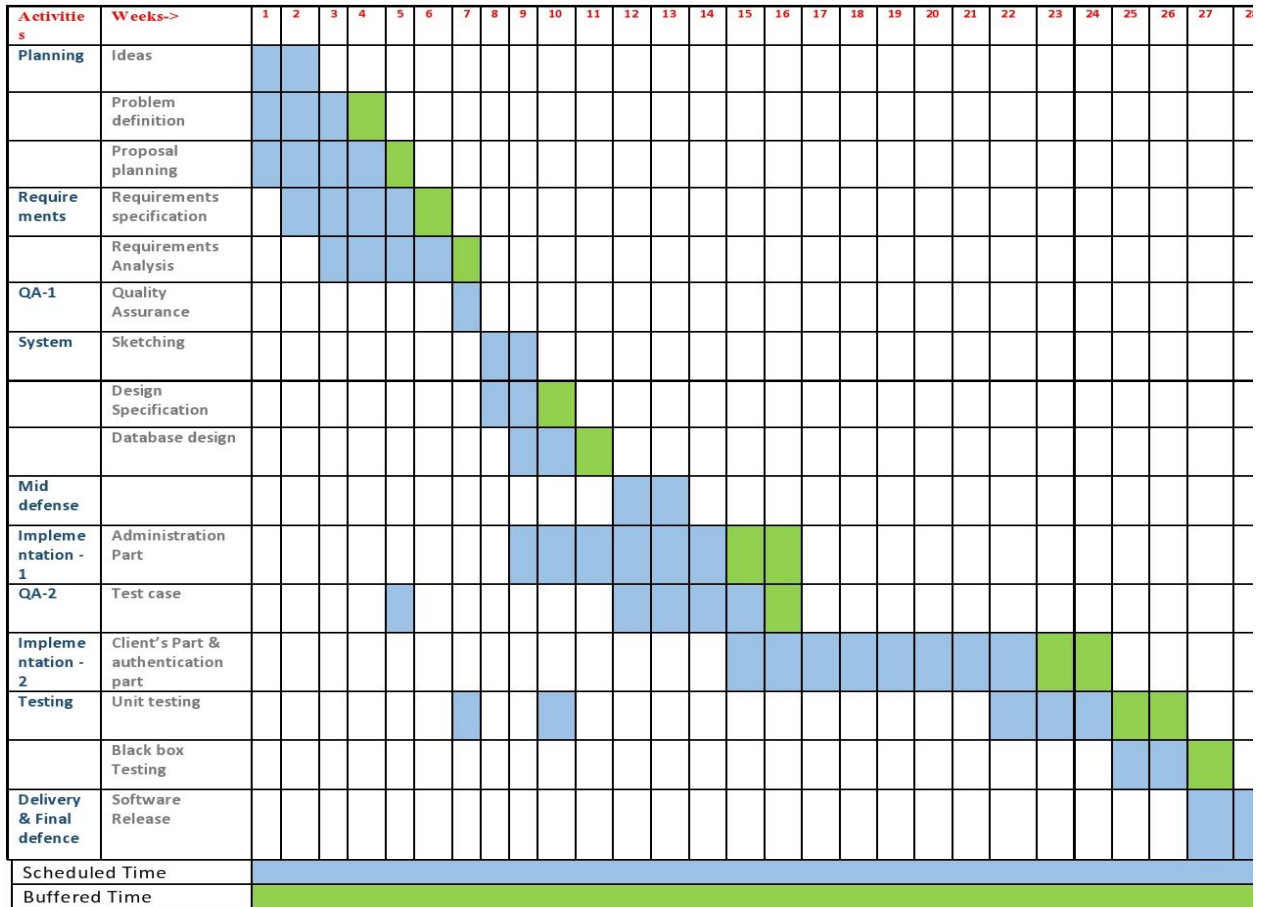 Activitie Weeks-> 1 2 3 4 5 6 7 8 9 10 11 12 13 14 15 16 17 18 19 20 21 22 23 24 25 26 27
s
Planning Ideas
Problem
definition
Proposal
planning
Require Requirements
ments specification
Requirements
Analysis
QA-1 Quality
Assurance
System Sketching
Design
Specification
Database design
Mid
defense
Impleme Administration
ntation - Part
1
QA-2 Test case
Impleme Client's Part &
ntation - authentication
2 part
Testing Unit testing
Black box
Testing
Delivery Software
& Final Release
defence
Scheduled Time
Buffered Time